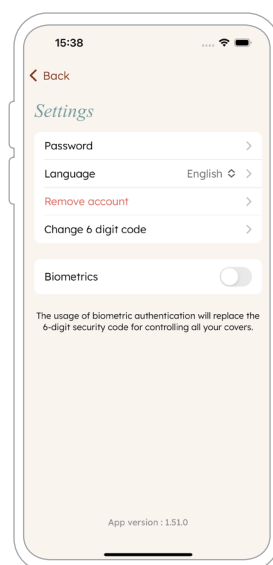 15:38
Back
Settings
Password
Language English
Remove account
Change 6 digit code
Biometrics
The usage of biometric authentication will replace the
6-digit security code for controlling all your covers.
App version : 1.51.0